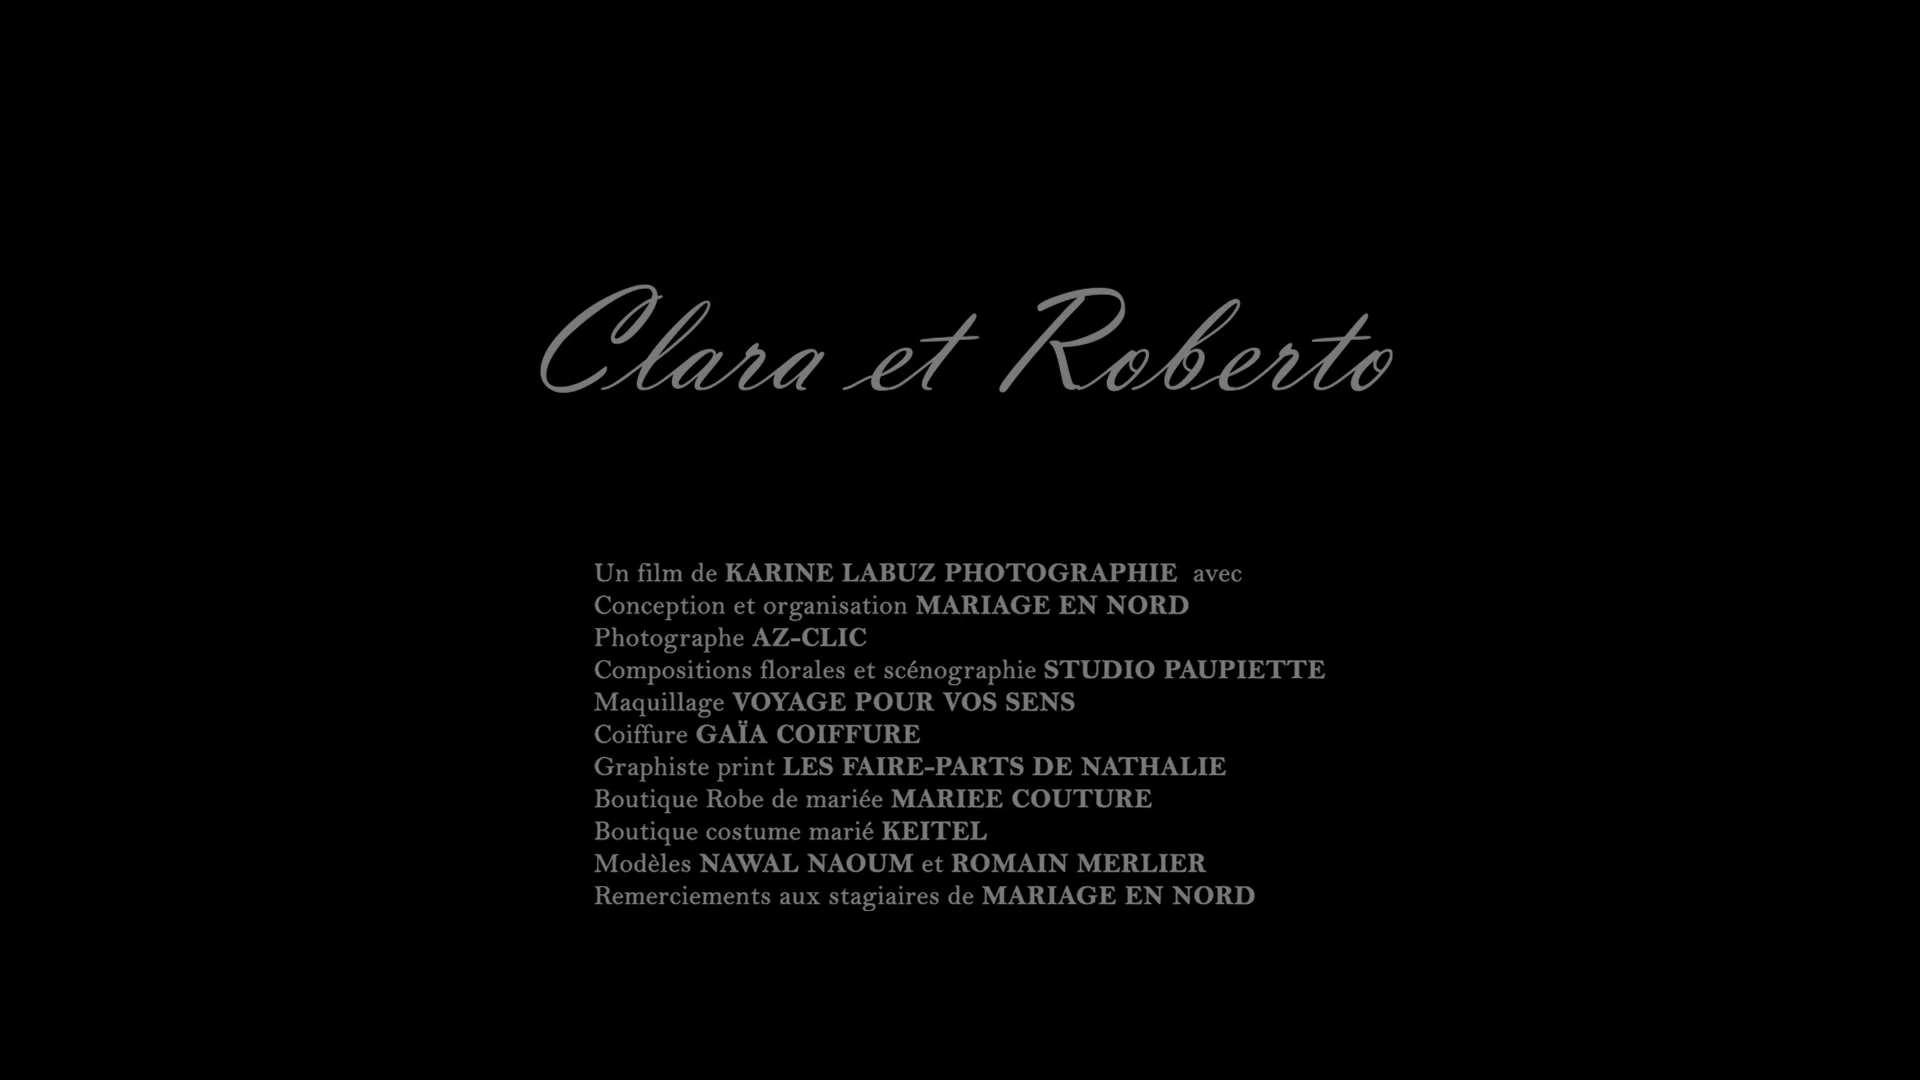 Clara et Roberto
Un film de KARINE LABUZ PHOTOGRAPHIE avec
Conception et organisation MARIAGE EN NORD
Photographe AZ-CLIC
Compositions florales et scénographie STUDIO PAUPIETTE
Maquillage VOYAGE POUR VOS SENS
Coiffure GAÏA COIFFURE
Graphiste print LES FAIRE-PARTS DE NATHALIE
Boutique Robe de mariée MARIEE COUTURE
Boutique costume marié KEITEL
Modèles NAWAL NAOUM et ROMAIN MERLIER
Remerciements aux stagiaires de MARIAGE EN NORD